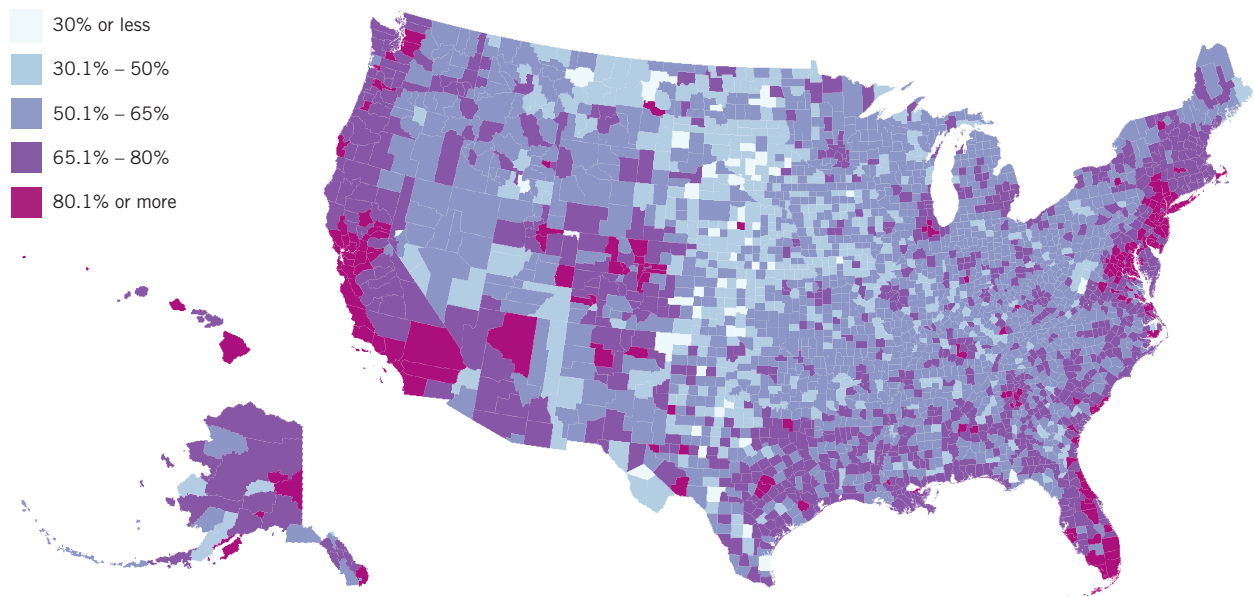 30% or less
30.1% – 50%
50.1% – 65%
65.1% – 80%
80.1% or more